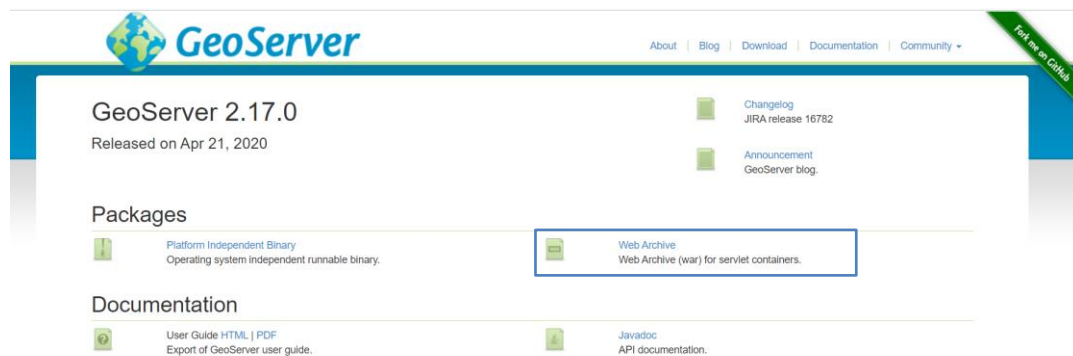 GeoServer
About | Blog | Download | Documentation | Community
Fork me on GitHub
GeoServer 2.17.0
Released on Apr 21, 2020
Changelog
JIRA release 16782
Announcement
GeoServer blog.
Packages
Platform Independent Binary
Operating system independent runnable binary.
Web Archive
Web Archive (war) for servlet containers.
Documentation
User Guide HTML | PDF
Export of GeoServer user guide.
Javadoc
API documentation.